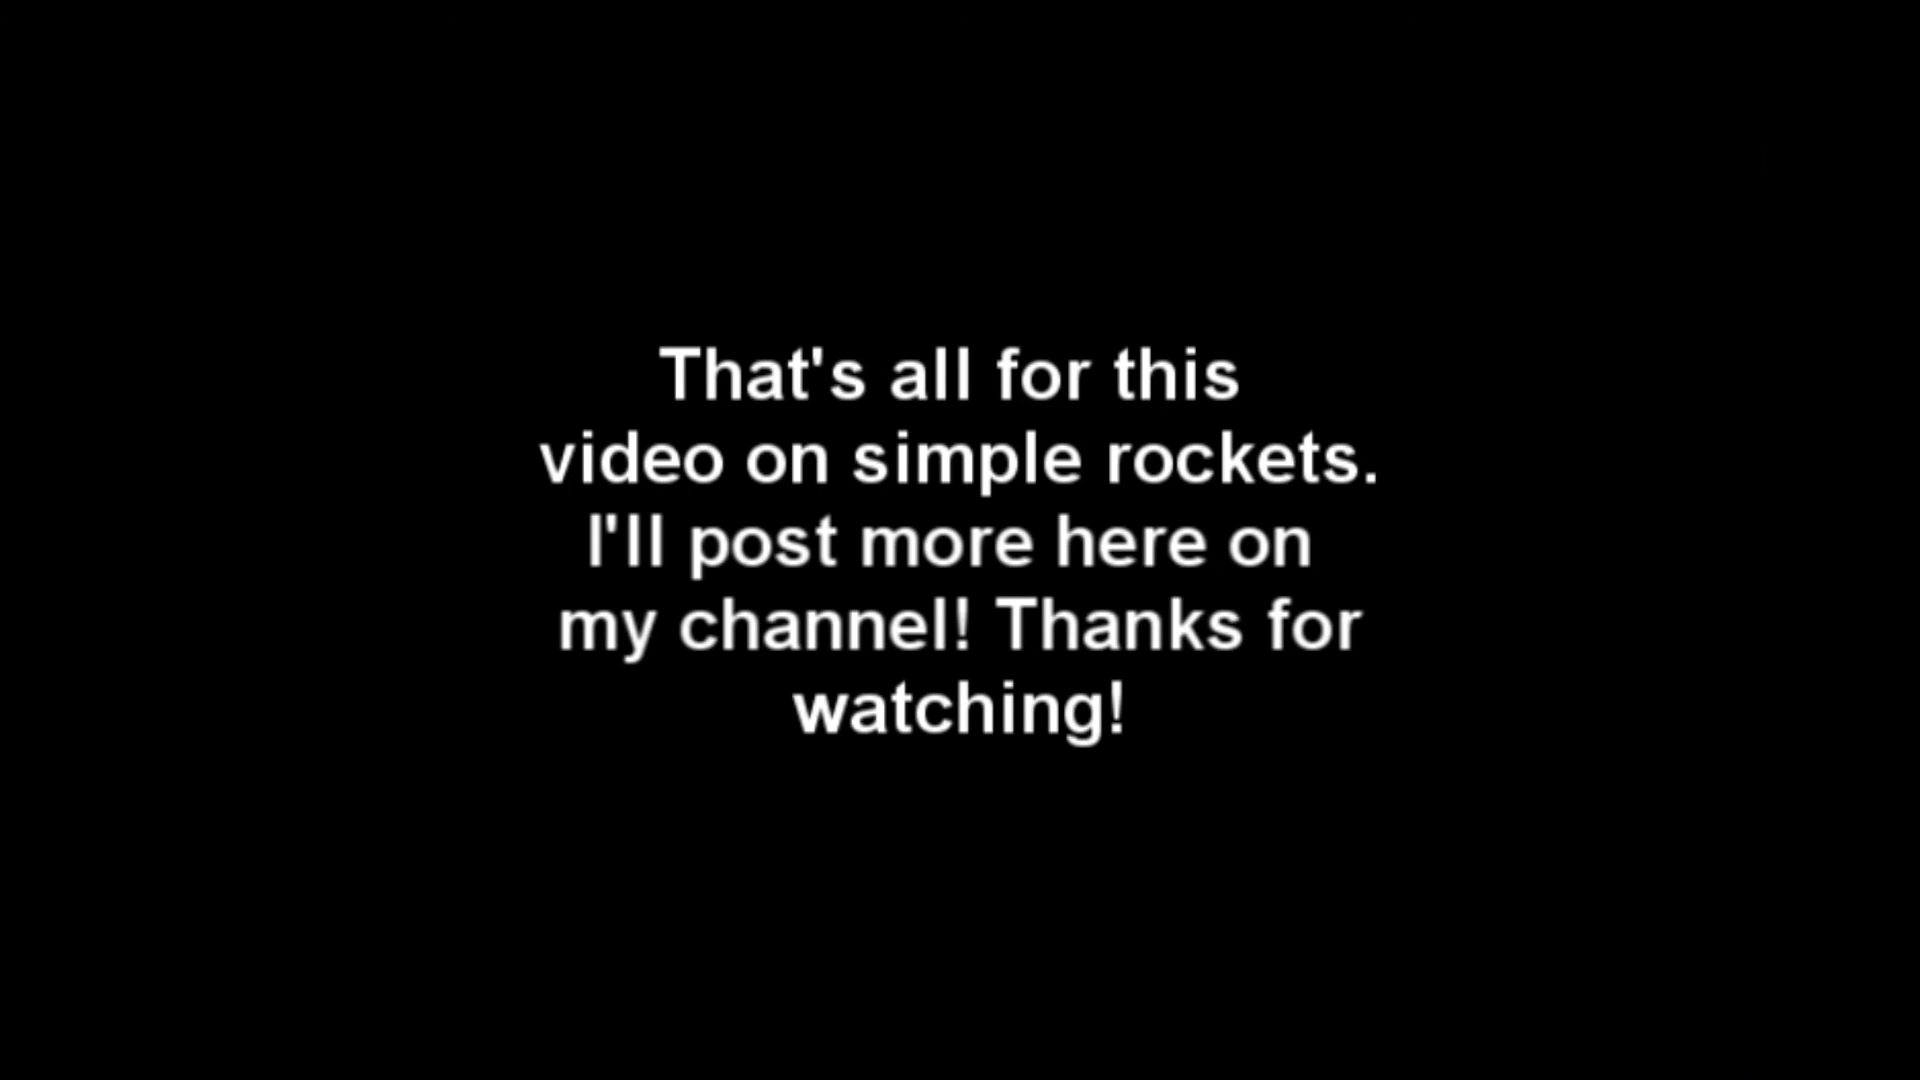 That's all for this
video on simple rockets.
I'll post more here on
my channel! Thanks for
watching!